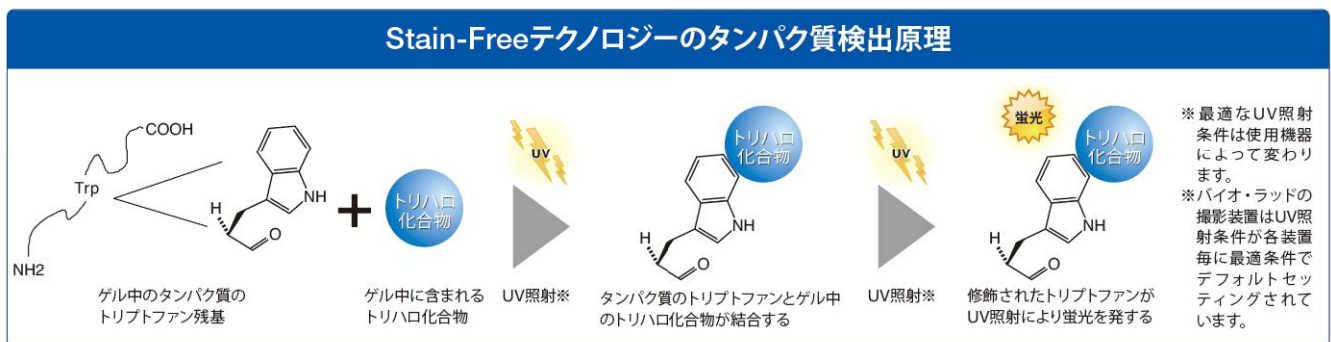 Stain-Freeテクノロジーのタンパク質検出原理
COOH
Trp
NH2
NH
H
O
ゲル中のタンパク質の
トリプトファン残基
+
トリハロ
化合物
ゲル中に含まれる
トリハロ化合物
UV
UV照射※
トリハロ
化合物
NH
H
O
タンパク質のトリプトファンとゲル中
のトリハロ化合物が結合する
UV
UV照射※
蛍光
トリハロ
化合物
NH
H
O
修飾されたトリプトファンが
UV照射により蛍光を発する
※最適なUV照射
条件は使用機器
によって変わり
ます。
※バイオ・ラッドの
撮影装置はUV照
射条件が各装置
毎に最適条件で
デフォルトセッ
ティングされて
います。